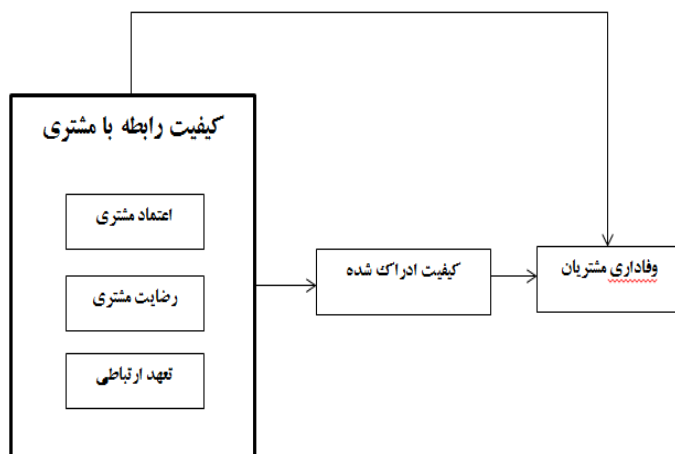 کیفیت رابطه با مشتری
اعتماد مشتری
رضایت مشتری
تعهد ارتباطی
کیفیت ادراک شده
وفاداری مشتریان